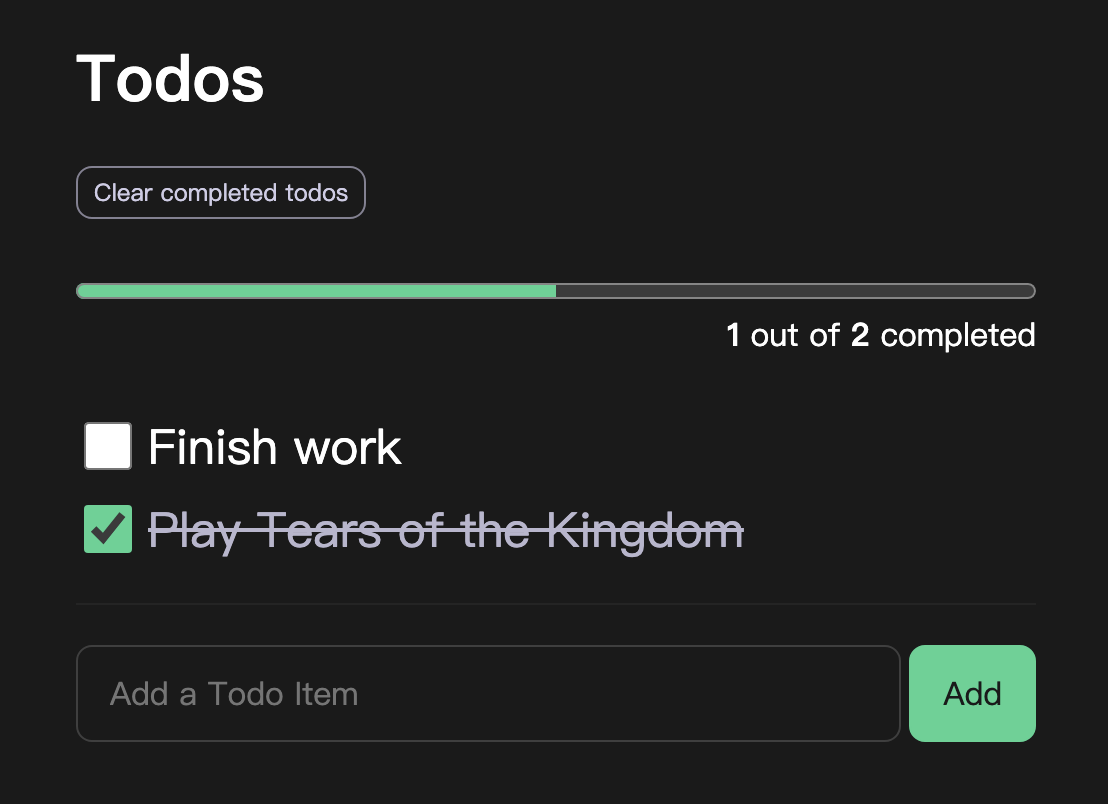 Todos
Clear completed todos
1 out of 2 completed
Finish work
Play Tears of the Kingdom
Add a Todo Item
Add